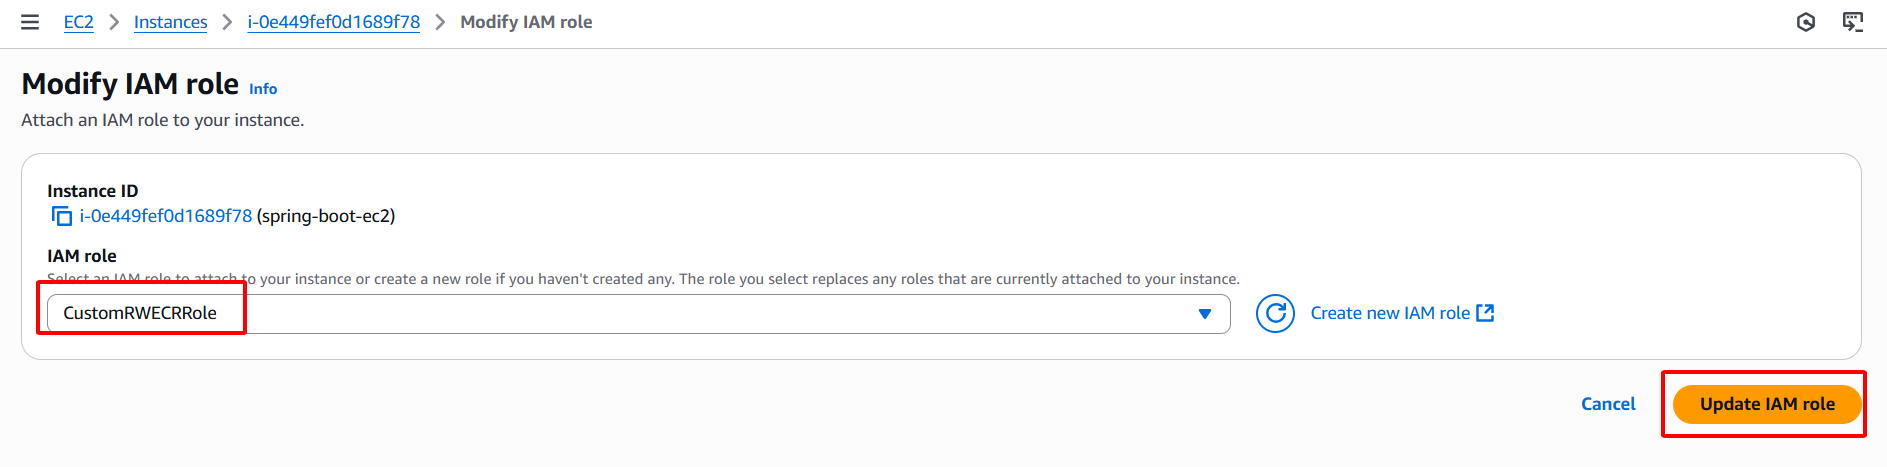 EC2 > Instances > i-0e449fef0d1689f78 > Modify IAM role
Modify IAM role Info
Attach an IAM role to your instance.
Instance ID
i-0e449fef0d1689f78 (spring-boot-ec2)
IAM role
Select an IAM role to attach to your instance or create a new role if you haven't created any. The role you select replaces any roles that are currently attached to your instance.
CustomRWECRRole
Create new IAM role
Cancel
Update IAM role